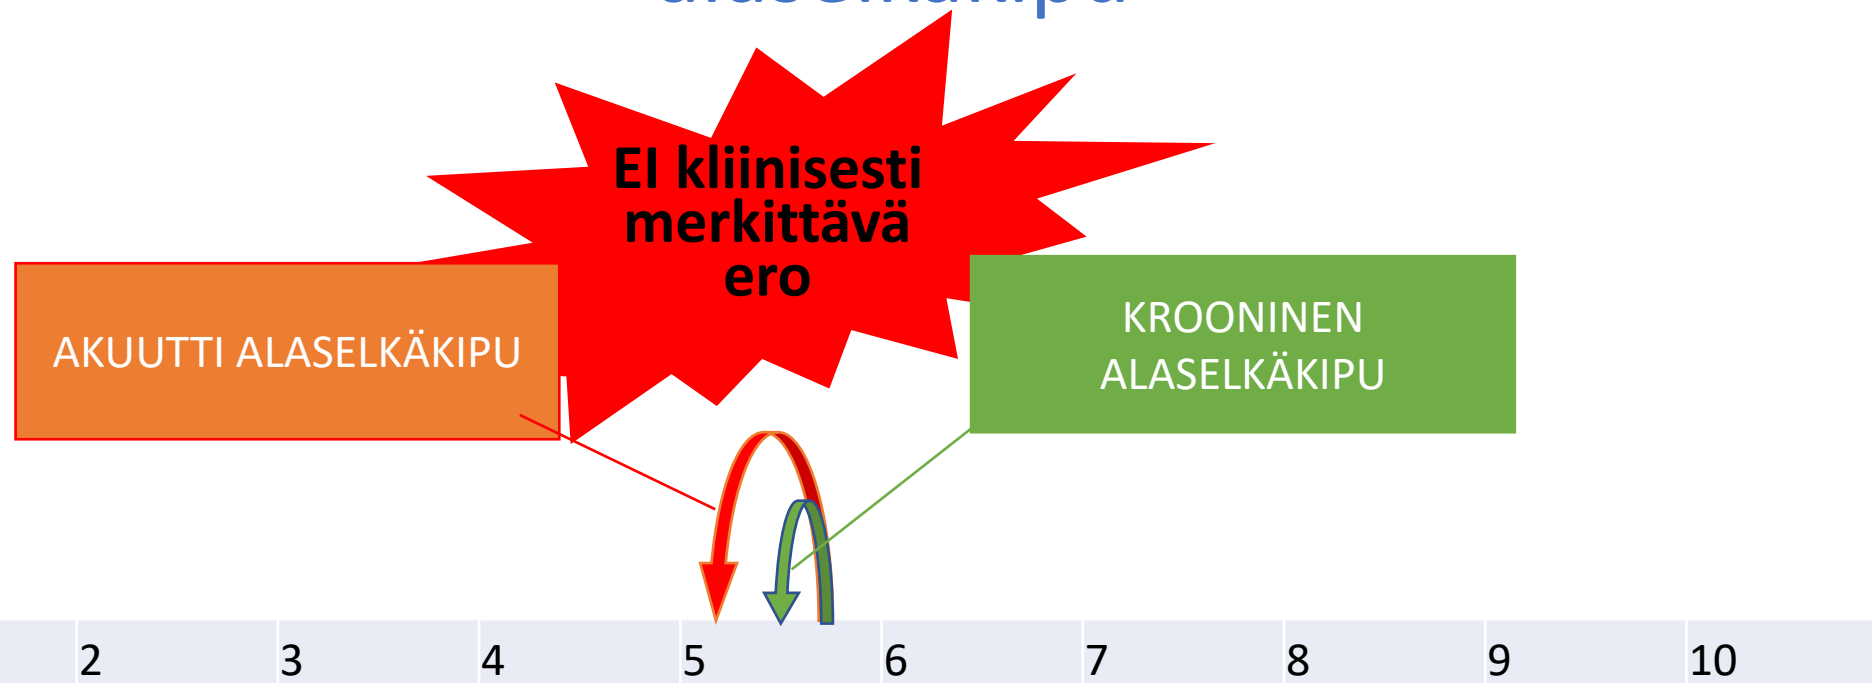 EI kliinisesti
merkittävä
ero
AKUUTTI ALASELKÄKIPU
KROONINEN
ALASELKÄKIPU
2 3 4 5 6 7 8 9 10